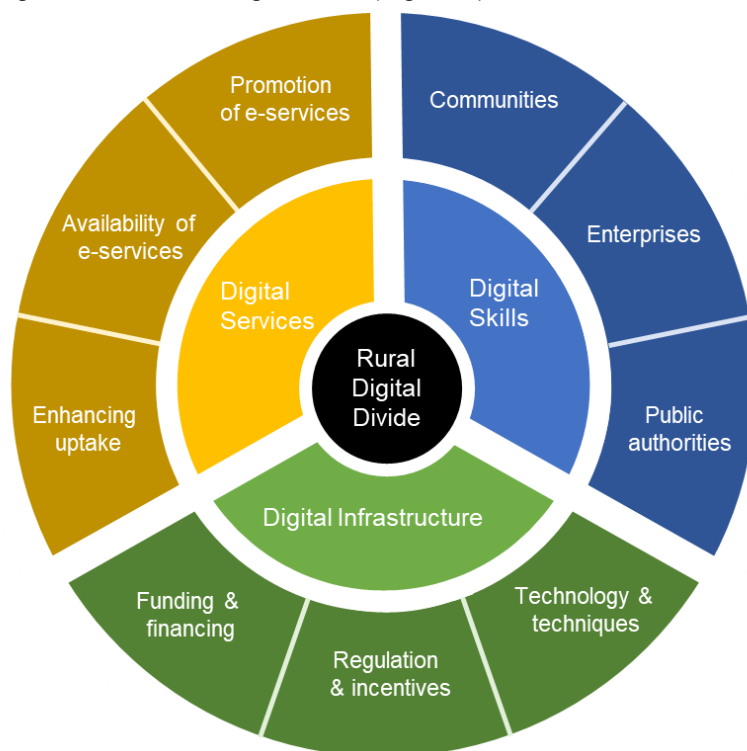 Promotion
of e-services
Communities
Availability of
e-services
Enterprises
Digital
Services
Digital
Skills
Rural
Digital
Divide
Enhancing
uptake
Public
authorities
Digital Infrastructure
Funding &
financing
Technology &
techniques
Regulation
& incentives